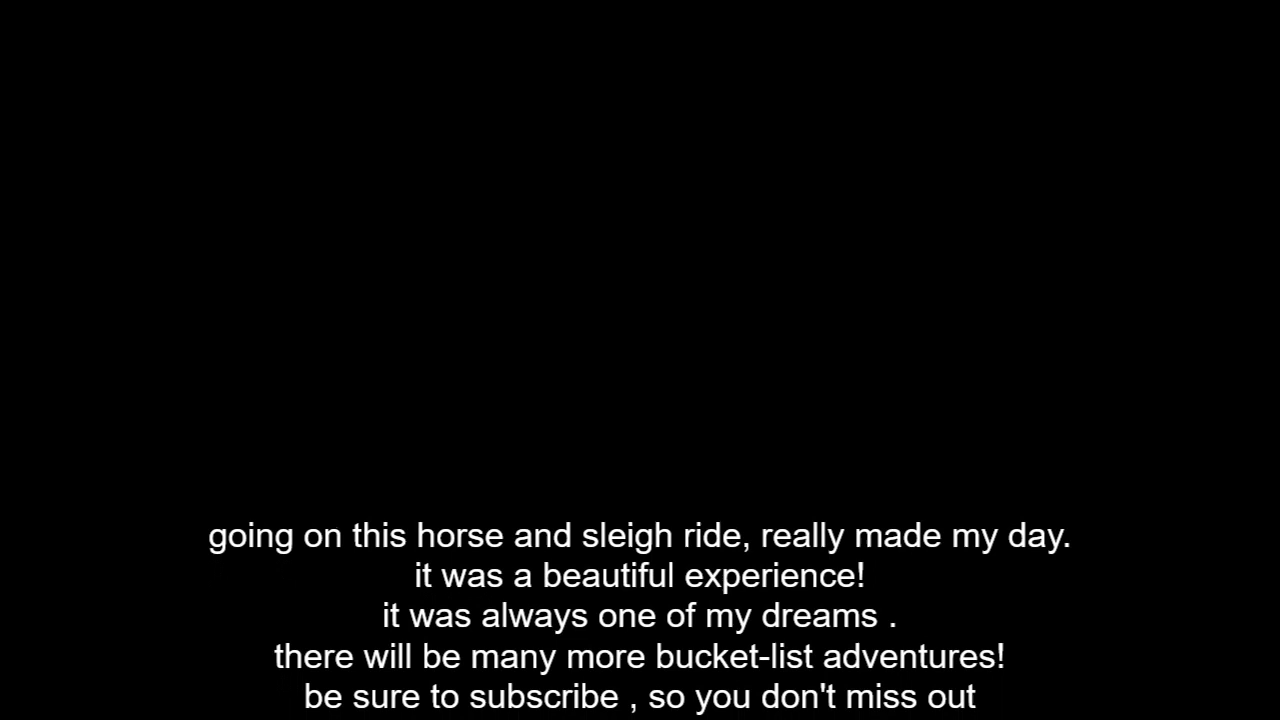 going on this horse and sleigh ride, really made my day.
it was a beautiful experience!
it was always one of my dreams .
there will be many more bucket-list adventures!
be sure to subscribe , so you don't miss out